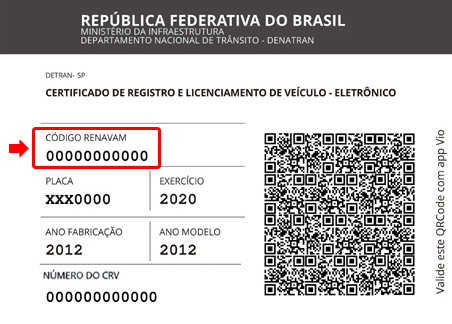 REPÚBLICA FEDERATIVA DO BRASIL
MINISTÉRIO DA INFRAESTRUTURA
DEPARTAMENTO NACIONAL DE TRÂNSITO - DENATRAN
DETRAN- SP
CERTIFICADO DE REGISTRO E LICENCIAMENTO DE VEÍCULO - ELETRÔNICO
CÓDIGO RENAVAM
00000000000
PLACA
XXX0000
EXERCÍCIO
2020
ANO FABRICAÇÃO
2012
ANO MODELO
2012
NÚMERO DO CRV
000000000000
Valide este QRCode com app Vio